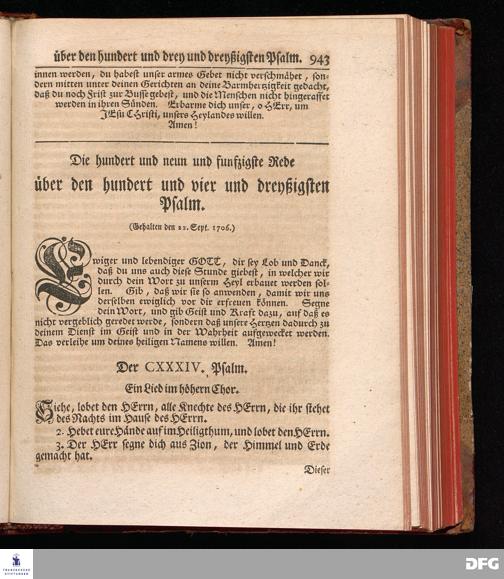 über den hundert und drey und dreyßigsten Psalm. 943
innen werden, du habest unser armes Gebet nicht verschmähet, son-
dern mitten unter deinen Gerichten an deine Barmhertzigkeit gedacht,
daß du noch Frist zur Busse gebest, und die Menschen nicht hingeraffet
werden in ihren Sünden. Erbarme dich unser, o HErr, um
JEsu CHristi, unsers Heylandes willen.
Amen!
Die hundert und neun und funfzigste Rede
über den hundert und vier und dreyßigsten
Psalm.
(Gehalten den 22. Sept. 1706.)
Ewiger und lebendiger GOTT, dir sey Lob und Danck,
daß du uns auch diese Stunde giebest, in welcher wir
durch dein Wort zu unserm Heyl erbauet werden sol-
len. Gib, daß wir sie so anwenden, damit wir uns
derselben ewiglich vor dir erfreuen können. Segne
dein Wort, und gib Geist und Kraft dazu, auf daß es
nicht vergeblich geredet werde, sondern daß unsere Hertzen dadurch zu
deinem Dienst im Geist und in der Wahrheit aufgewecket werden.
Das verleihe um deines heiligen Namens willen. Amen!
Der CXXXIV. Psalm.
Ein Lied im höhern Chor.
Siehe, lobet den HErrn, alle Knechte des HErrn, die ihr stehet
des Nachts im Hause des HErrn.
2. Hebet eure Hände auf im Heiligthum, und lobet den HErrn.
3. Der HErr segne dich aus Zion, der Himmel und Erde
gemacht hat.
Dieser
FRANCKESCHE
STIFTUNGEN
DFG